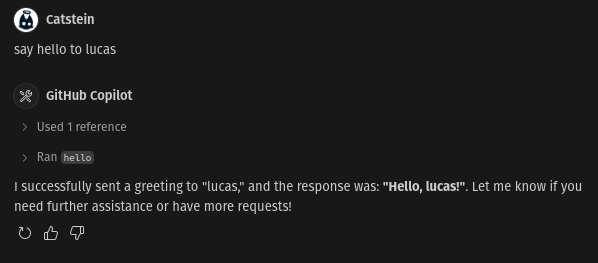 Catstein
say hello to lucas
GitHub Copilot
Used 1 reference
Ran hello
I successfully sent a greeting to "lucas," and the response was: "Hello, lucas!". Let me know if you
need further assistance or have more requests!